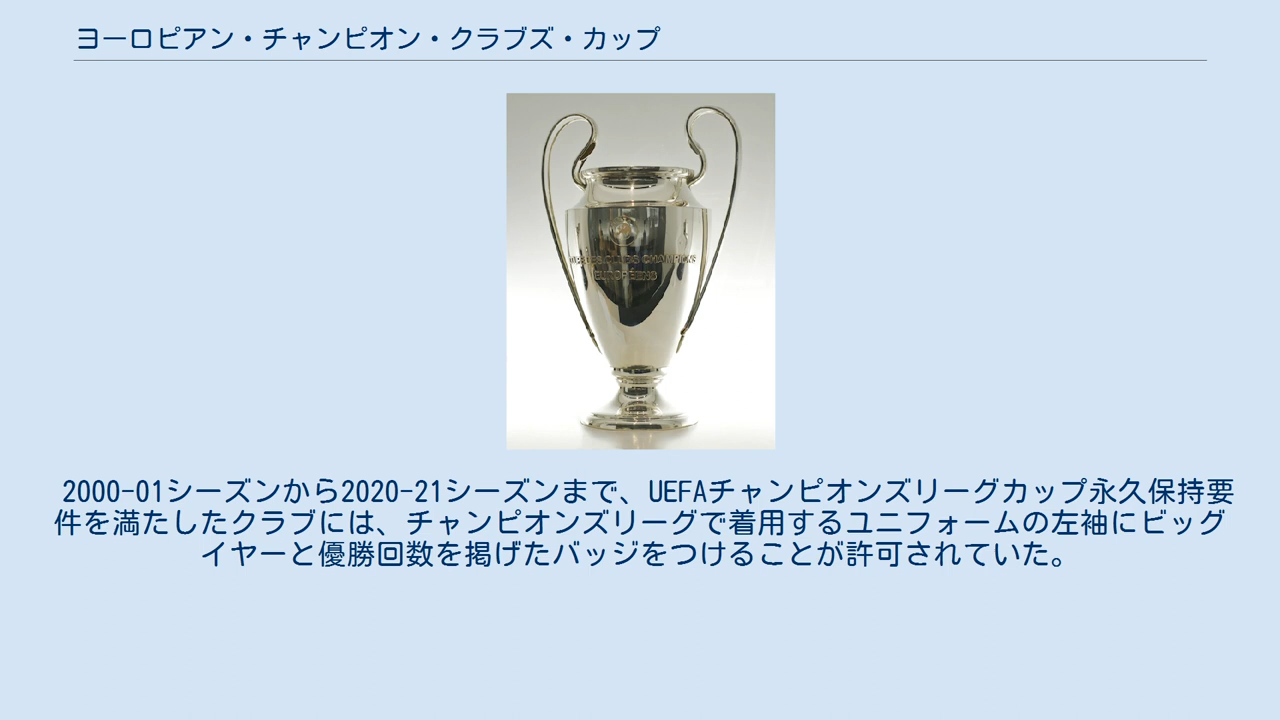 ヨーロピアン・チャンピオン・クラブズ・カップ
EUROPÉENS
2000-01シーズンから2020-21シーズンまで、UEFAチャンピオンズリーグカップ永久保持要
件を満たしたクラブには、チャンピオンズリーグで着用するユニフォームの左袖にビッグ
イヤーと優勝回数を掲げたバッジをつけることが許可されていた。